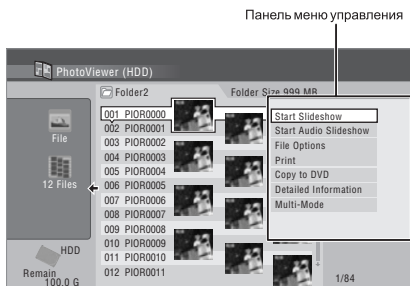 Панель меню управления
PhotoViewer (HDD)
Folder2
Folder Size 999 MB
File
12 Files
HDD
Remain
100.0 G
001 PIOR0000
002 PIOR0001
003 PIOR0002
004 PIOR0003
005 PIOR0004
006 PIOR0005
007 PIOR0006
008 PIOR0007
009 PIOR0008
010 PIOR0009
011 PIOR0010
012 PIOR0011
Start Slideshow
Start Audio Slideshow
File Options
Print
Copy to DVD
Detailed Information
Multi-Mode
1/84